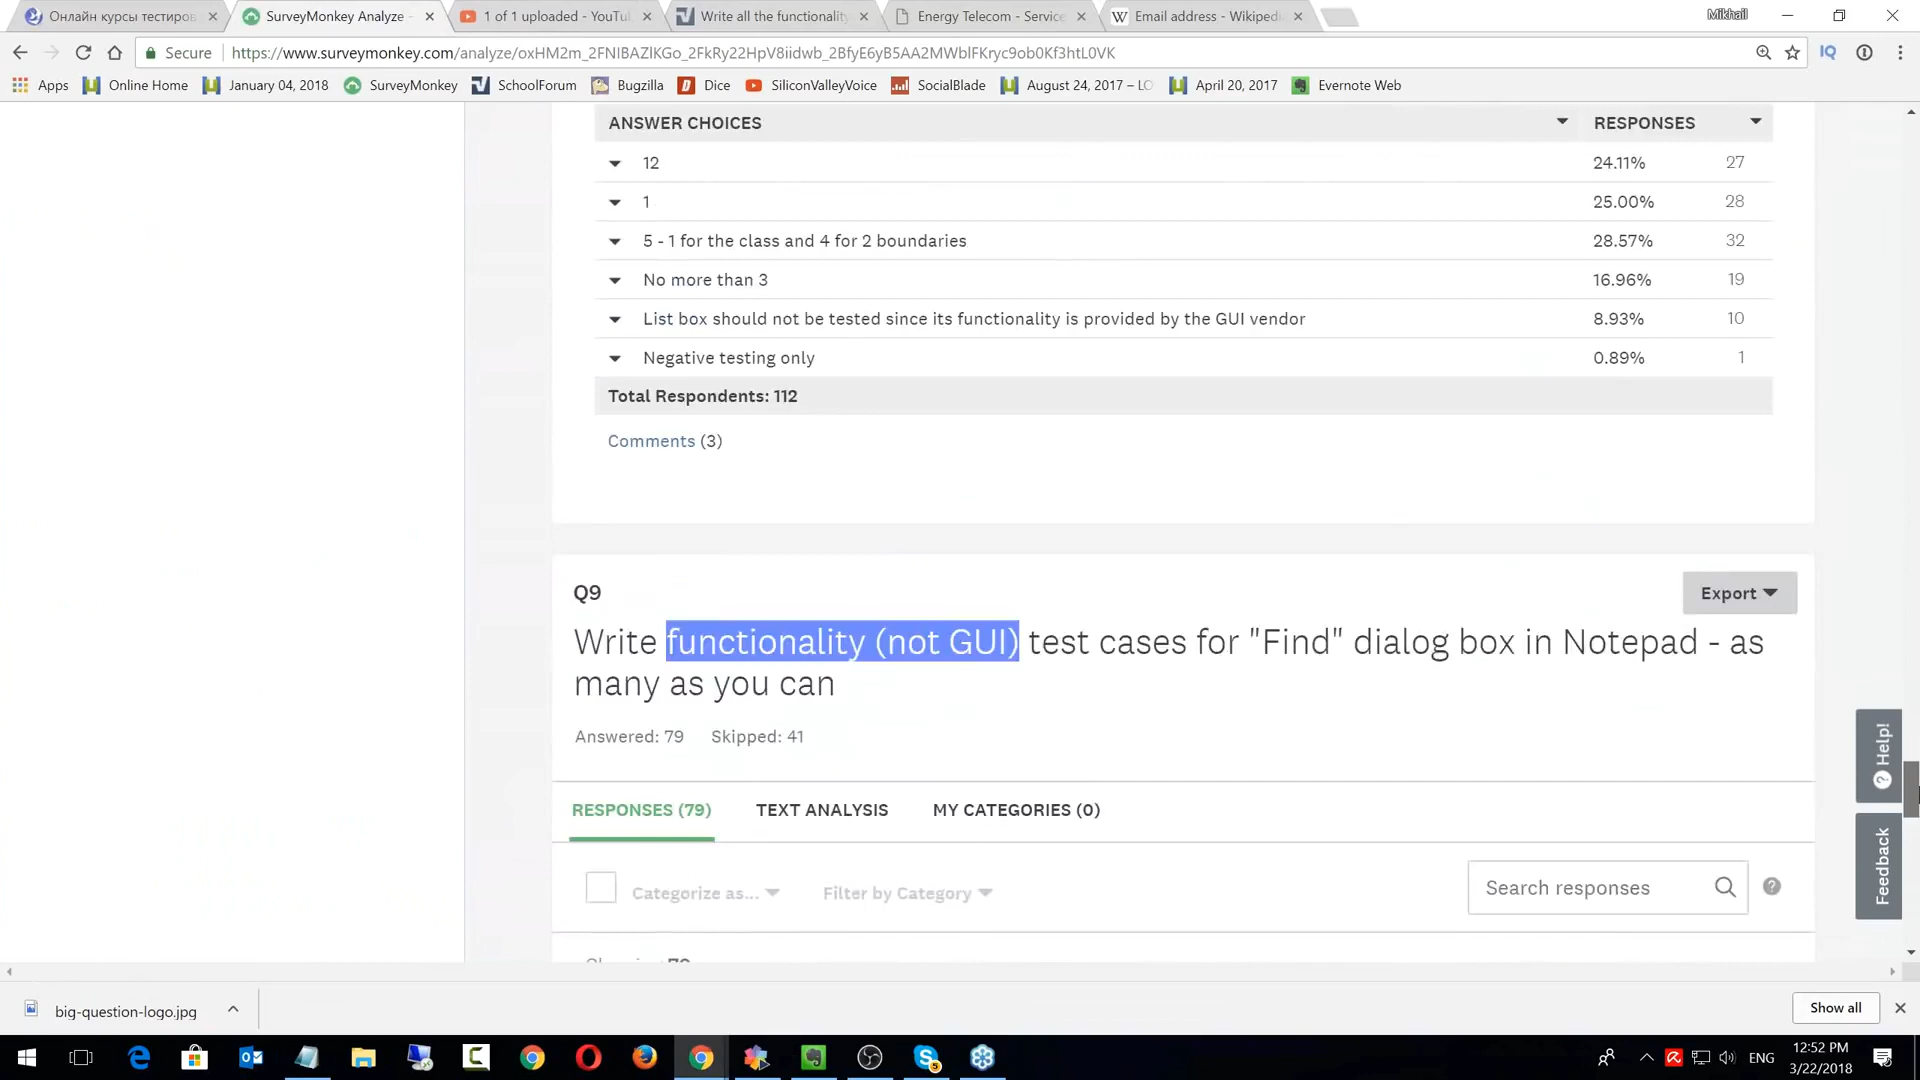 Онлайн курсы тестиров
SurveyMonkey Analyze -
1 of 1 uploaded - YouTu
Write all the functionality
Energy Telecom - Service
W Email address - Wikipedi
Mikhail
Secure https://www.surveymonkey.com/analyze/oxHM2m_2FNIBAZlKGo_2FkRy22HpV8iidwb_2BfyE6yB5AA2MWblFKryc9ob0Kf3htL0VK
Apps Online Home January 04, 2018 SurveyMonkey SchoolForum Bugzilla Dice SiliconValleyVoice SocialBlade August 24, 2017 – LO April 20, 2017 Evernote Web
ANSWER CHOICES RESPONSES
12 24.11% 27
1 25.00% 28
5 - 1 for the class and 4 for 2 boundaries 28.57% 32
No more than 3 16.96% 19
List box should not be tested since its functionality is provided by the GUI vendor 8.93% 10
Negative testing only 0.89% 1
Total Respondents: 112
Comments (3)
Q9
Export
Write functionality (not GUI) test cases for "Find" dialog box in Notepad - as
many as you can
Answered: 79 Skipped: 41
RESPONSES (79) TEXT ANALYSIS MY CATEGORIES (0)
Categorize as... Filter by Category Search responses ?
? Help!
Feedback
big-question-logo.jpg Show all
5
ENG
12:52 PM
3/22/2018